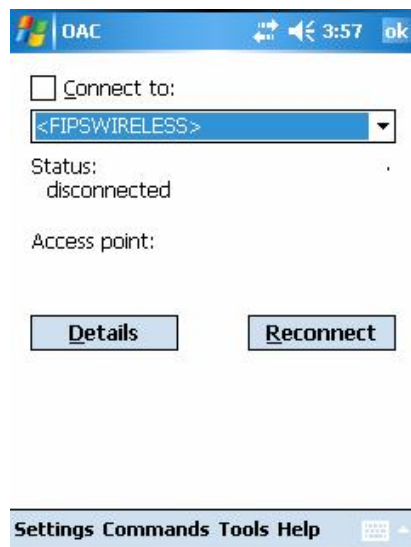 OAC 3:57 ok
Connect to:
<FIPSWIRELESS>
Status:
disconnected
Access point:
Details Reconnect
Settings Commands Tools Help